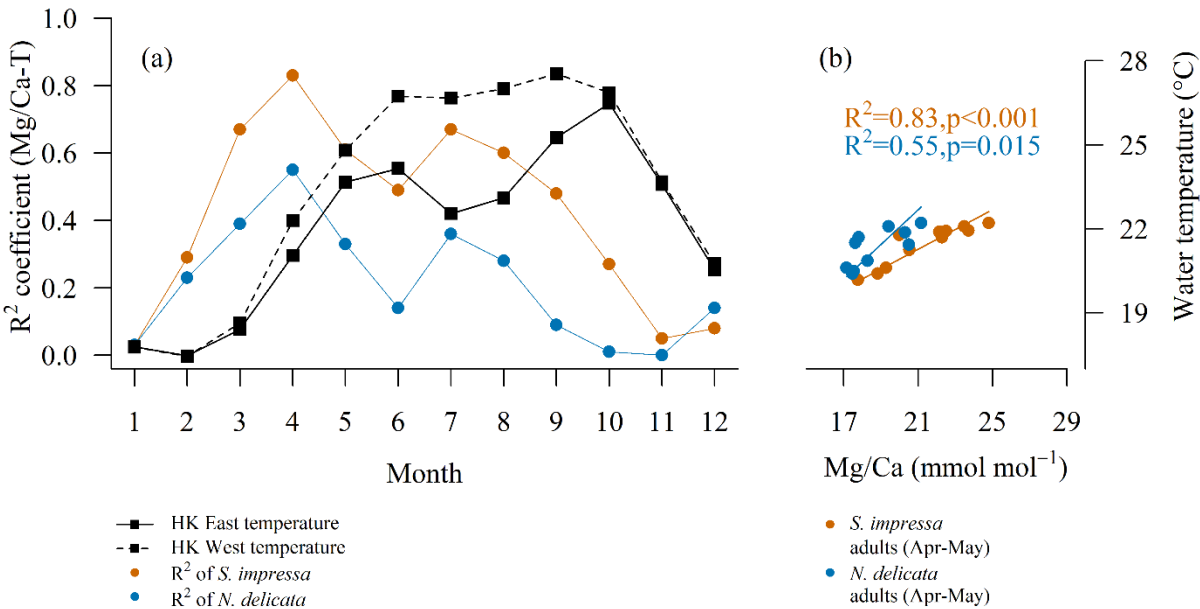 (a)
R² coefficient (Mg/Ca-T)
1.0
0.8
0.6
0.4
0.2
0.0
1 2 3 4 5 6 7 8 9 10 11 12
Month
HK East temperature
HK West temperature
R² of S. impressa
R² of N. delicata
(b)
R²=0.83,p<0.001
R²=0.55,p=0.015
28
25
22
19
Water temperature (°C)
17 21 25 29
Mg/Ca (mmol mol⁻¹)
S. impressa
adults (Apr-May)
N. delicata
adults (Apr-May)